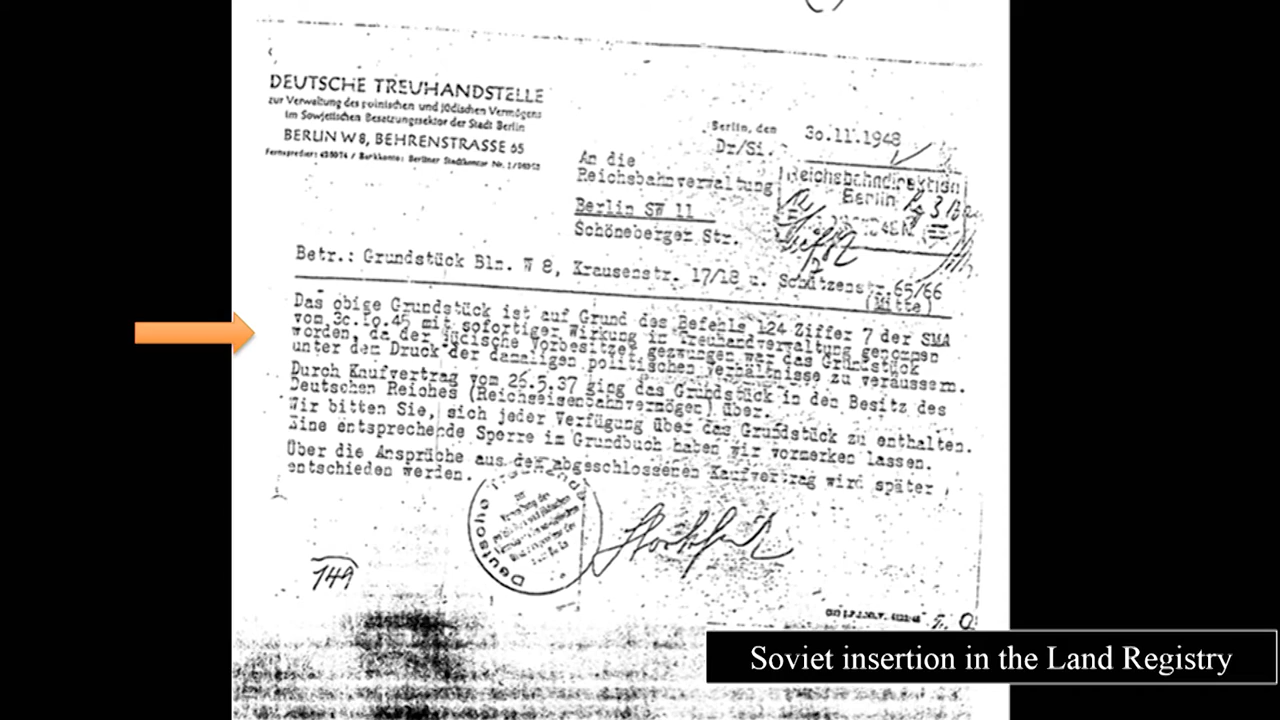 DEUTSCHE TREUHANDSTELLE
zur Verwaltung des polnischen und jüdischen Vermögens
im Sowjetischen Besatzungssektor der Stadt Berlin
BERLIN W 8, BEHRENSTRASSE 65
Fernsprecher: / Bankkonto: Berliner Stadtkontor Nr.
Berlin, den 30.11.1948
Dr/Si.
An die
Reichsbahnverwaltung
Berlin SW 11
Schöneberger Str.
Reichsbahndirektion
Berlin
Betr.: Grundstück Bln. W 8, Krausenstr. 17/18 u. Schützenstr. 65/66
(Mitte)
Das obige Grundstück ist auf Grund des Befehls 124 Ziffer 7 der SMA
vom 30.10.45 mit sofortiger Wirkung in Treuhandverwaltung genommen
worden, da der jüdische Vorbesitzer gezwungen war das Grundstück
unter dem Druck der damaligen politischen Verhältnisse zu veräussern.
Durch Kaufvertrag vom 26.5.37 ging das Grundstück in den Besitz des
Deutschen Reiches (Reichseisenbahnvermögen) über.
Wir bitten Sie, sich jeder Verfügung über das Grundstück zu enthalten.
Eine entsprechende Sperre im Grundbuch haben wir vormerken lassen.
Über die Ansprüche aus dem abgeschlossenen Kaufvertrag wird später
entschieden werden.
Deutsche Treuhands
149
Soviet insertion in the Land Registry